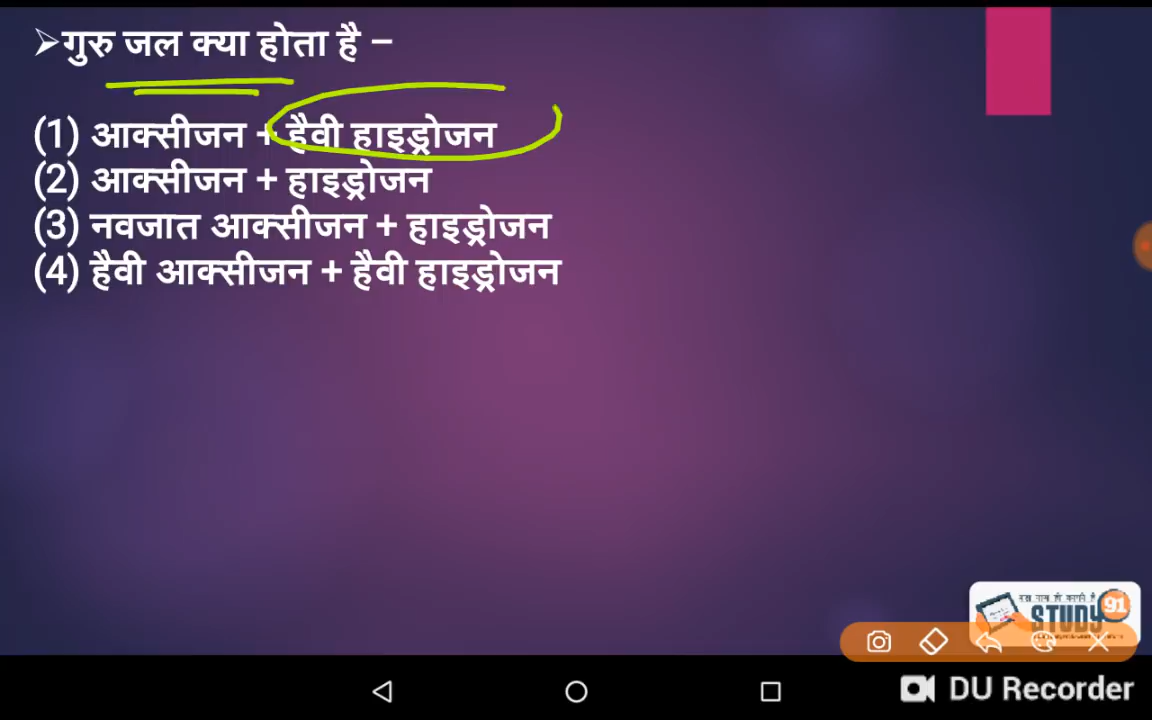 ➢गुरु जल क्या होता है –
(1) आक्सीजन + हैवी हाइड्रोजन
(2) आक्सीजन + हाइड्रोजन
(3) नवजात आक्सीजन + हाइड्रोजन
(4) हैवी आक्सीजन + हैवी हाइड्रोजन
STUDY 91
DU Recorder